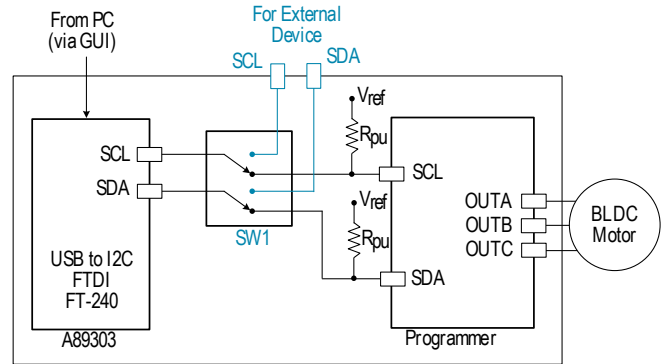 From PC
(via GUI)
For External
Device
SCL
SDA
Vref
Rpu
SCL
SDA
SW1
Vref
Rpu
SCL
SDA
OUTA
OUTB
OUTC
BLDC
Motor
USB to I2C
FTDI
FT-240
A89303
Programmer